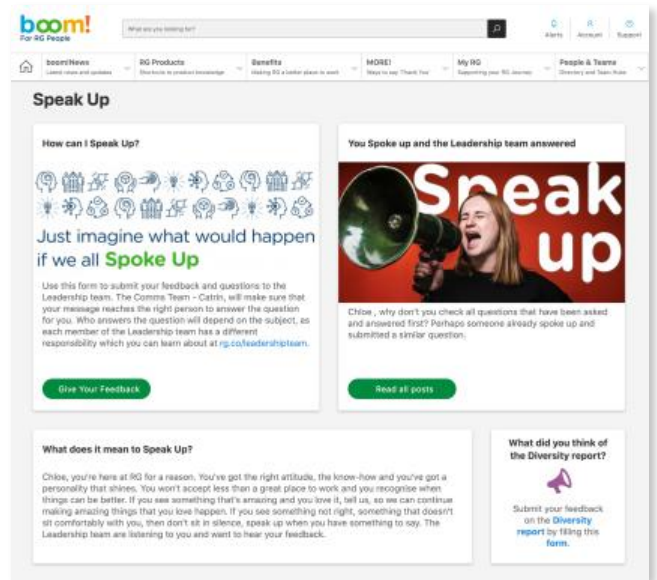 boom!
For RG People
What are you looking for?
Alerts
Account
Support
boom!News
Latest news and updates
RG Products
Shortcuts to product knowledge
Benefits
Making RG a better place to work
MORE!
Ways to say Thank You
My RG
Supporting your RG Journey
People & Teams
Directory and Team Hubs
Speak Up
How can I Speak Up?
Just imagine what would happen
if we all Spoke Up
Use this form to submit your feedback and questions to the
Leadership team. The Comms Team - Catrin, will make sure that
your message reaches the right person to answer the question
for you. Who answers the question will depend on the subject, as
each member of the Leadership team has a different
responsibility which you can learn about at rg.co/leadershipteam.
Give Your Feedback
You Spoke up and the Leadership team answered
Speak
up
Chloe , why don't you check all questions that have been asked
and answered first? Perhaps someone already spoke up and
submitted a similar question.
Read all posts
What does it mean to Speak Up?
Chloe, you're here at RG for a reason. You've got the right attitude, the know-how and you've got a
personality that shines. You won't accept less than a great place to work and you recognise when
things can be better. If you see something that's amazing and you love it, tell us, so we can continue
making amazing things that you love happen. If you see something not right, something that doesn't
sit comfortably with you, then don't sit in silence, speak up when you have something to say. The
Leadership team are listening to you and want to hear your feedback.
What did you think of
the Diversity report?
Submit your feedback
on the Diversity
report by filling this
form.